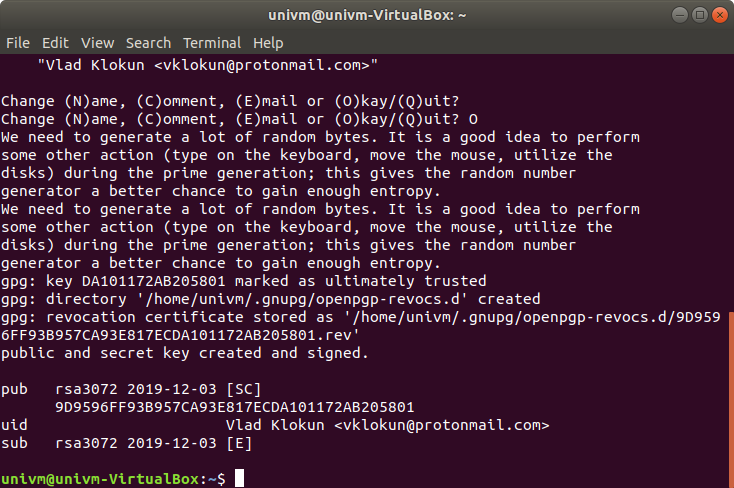 univm@univm-VirtualBox: ~
File Edit View Search Terminal Help
"Vlad Klokun <vklokun@protonmail.com>"
Change (N)ame, (C)omment, (E)mail or (O)kay/(Q)uit?
Change (N)ame, (C)omment, (E)mail or (O)kay/(Q)uit? O
We need to generate a lot of random bytes. It is a good idea to perform
some other action (type on the keyboard, move the mouse, utilize the
disks) during the prime generation; this gives the random number
generator a better chance to gain enough entropy.
We need to generate a lot of random bytes. It is a good idea to perform
some other action (type on the keyboard, move the mouse, utilize the
disks) during the prime generation; this gives the random number
generator a better chance to gain enough entropy.
gpg: key DA101172AB205801 marked as ultimately trusted
gpg: directory '/home/univm/.gnupg/openpgp-revocs.d' created
gpg: revocation certificate stored as '/home/univm/.gnupg/openpgp-revocs.d/9D959
6FF93B957CA93E817ECDA101172AB205801.rev'
public and secret key created and signed.
pub rsa3072 2019-12-03 [SC]
9D9596FF93B957CA93E817ECDA101172AB205801
uid Vlad Klokun <vklokun@protonmail.com>
sub rsa3072 2019-12-03 [E]
univm@univm-VirtualBox:~$